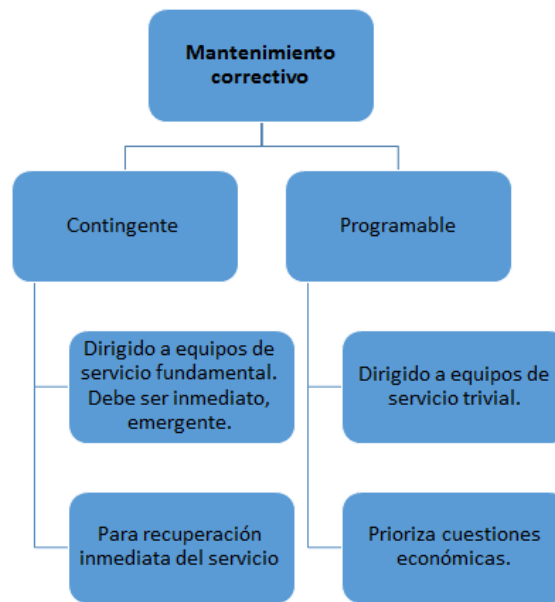 Mantenimiento
correctivo
Contingente
Programable
Dirigido a equipos de
servicio fundamental.
Debe ser inmediato,
emergente.
Dirigido a equipos de
servicio trivial.
Para recuperación
inmediata del servicio
Prioriza cuestiones
económicas.